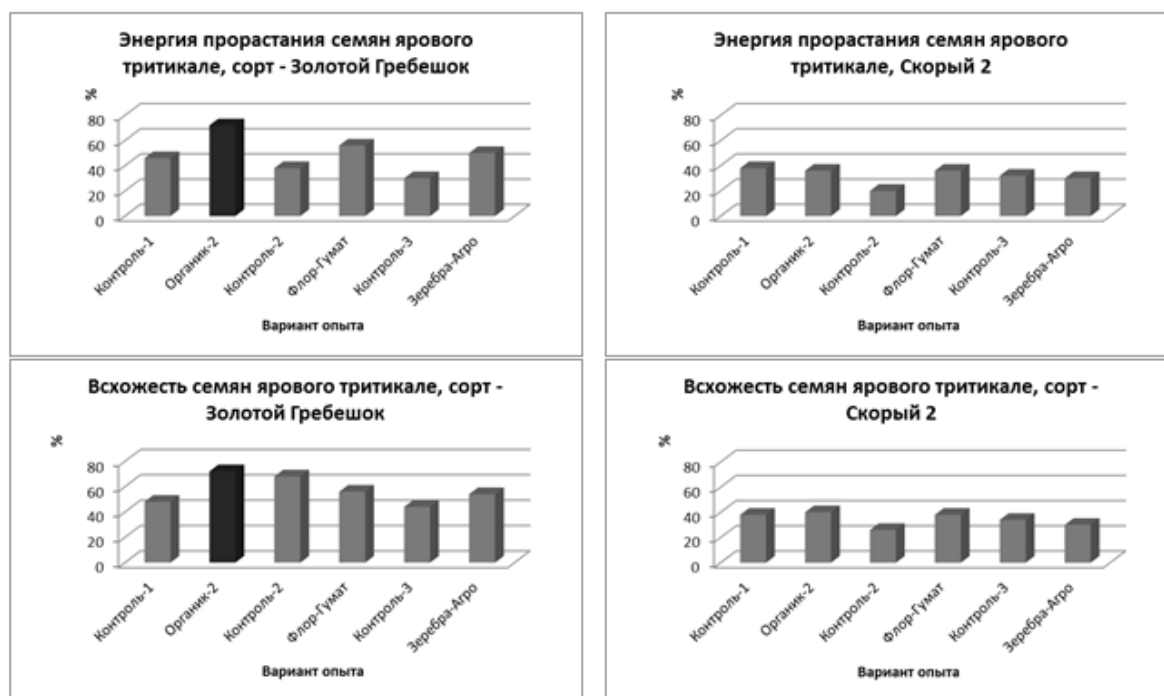 Энергия прорастания семян ярового
тритикале, сорт - Золотой Гребешок
%
80
60
40
20
0
Контроль-1
Органик-2
Контроль-2
Флор-Гумат
Контроль-3
Зеребра-Агро
Вариант опыта
Энергия прорастания семян ярового
тритикале, Скорый 2
%
80
60
40
20
0
Контроль-1
Органик-2
Контроль-2
Флор-Гумат
Контроль-3
Зеребра-Агро
Вариант опыта
Всхожесть семян ярового тритикале, сорт -
Золотой Гребешок
%
80
60
40
20
0
Контроль-1
Органик-2
Контроль-2
Флор-Гумат
Контроль-3
Зеребра-Агро
Вариант опыта
Всхожесть семян ярового тритикале, сорт -
Скорый 2
%
80
60
40
20
0
Контроль-1
Органик-2
Контроль-2
Флор-Гумат
Контроль-3
Зеребра-Агро
Вариант опыта